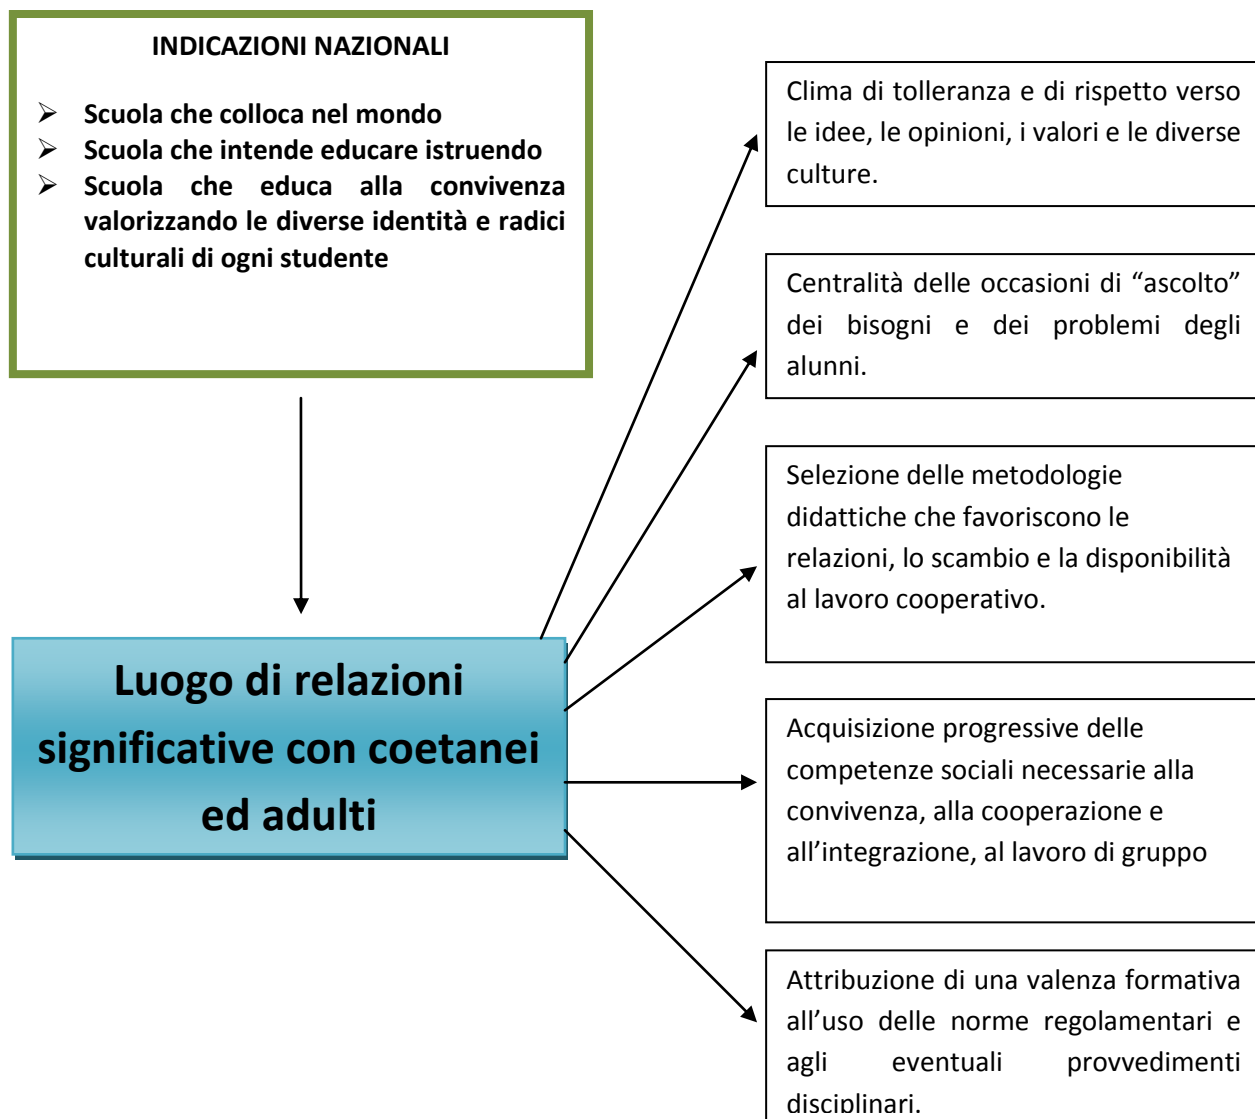 INDICAZIONI NAZIONALI
➢ Scuola che colloca nel mondo
➢ Scuola che intende educare istruendo
➢ Scuola che educa alla convivenza
valorizzando le diverse identità e radici
culturali di ogni studente
Luogo di relazioni
significative con coetanei
ed adulti
Clima di tolleranza e di rispetto verso
le idee, le opinioni, i valori e le diverse
culture.
Centralità delle occasioni di “ascolto”
dei bisogni e dei problemi degli
alunni.
Selezione delle metodologie
didattiche che favoriscono le
relazioni, lo scambio e la disponibilità
al lavoro cooperativo.
Acquisizione progressive delle
competenze sociali necessarie alla
convivenza, alla cooperazione e
all’integrazione, al lavoro di gruppo
Attribuzione di una valenza formativa
all’uso delle norme regolamentari e
agli eventuali provvedimenti
disciplinari.